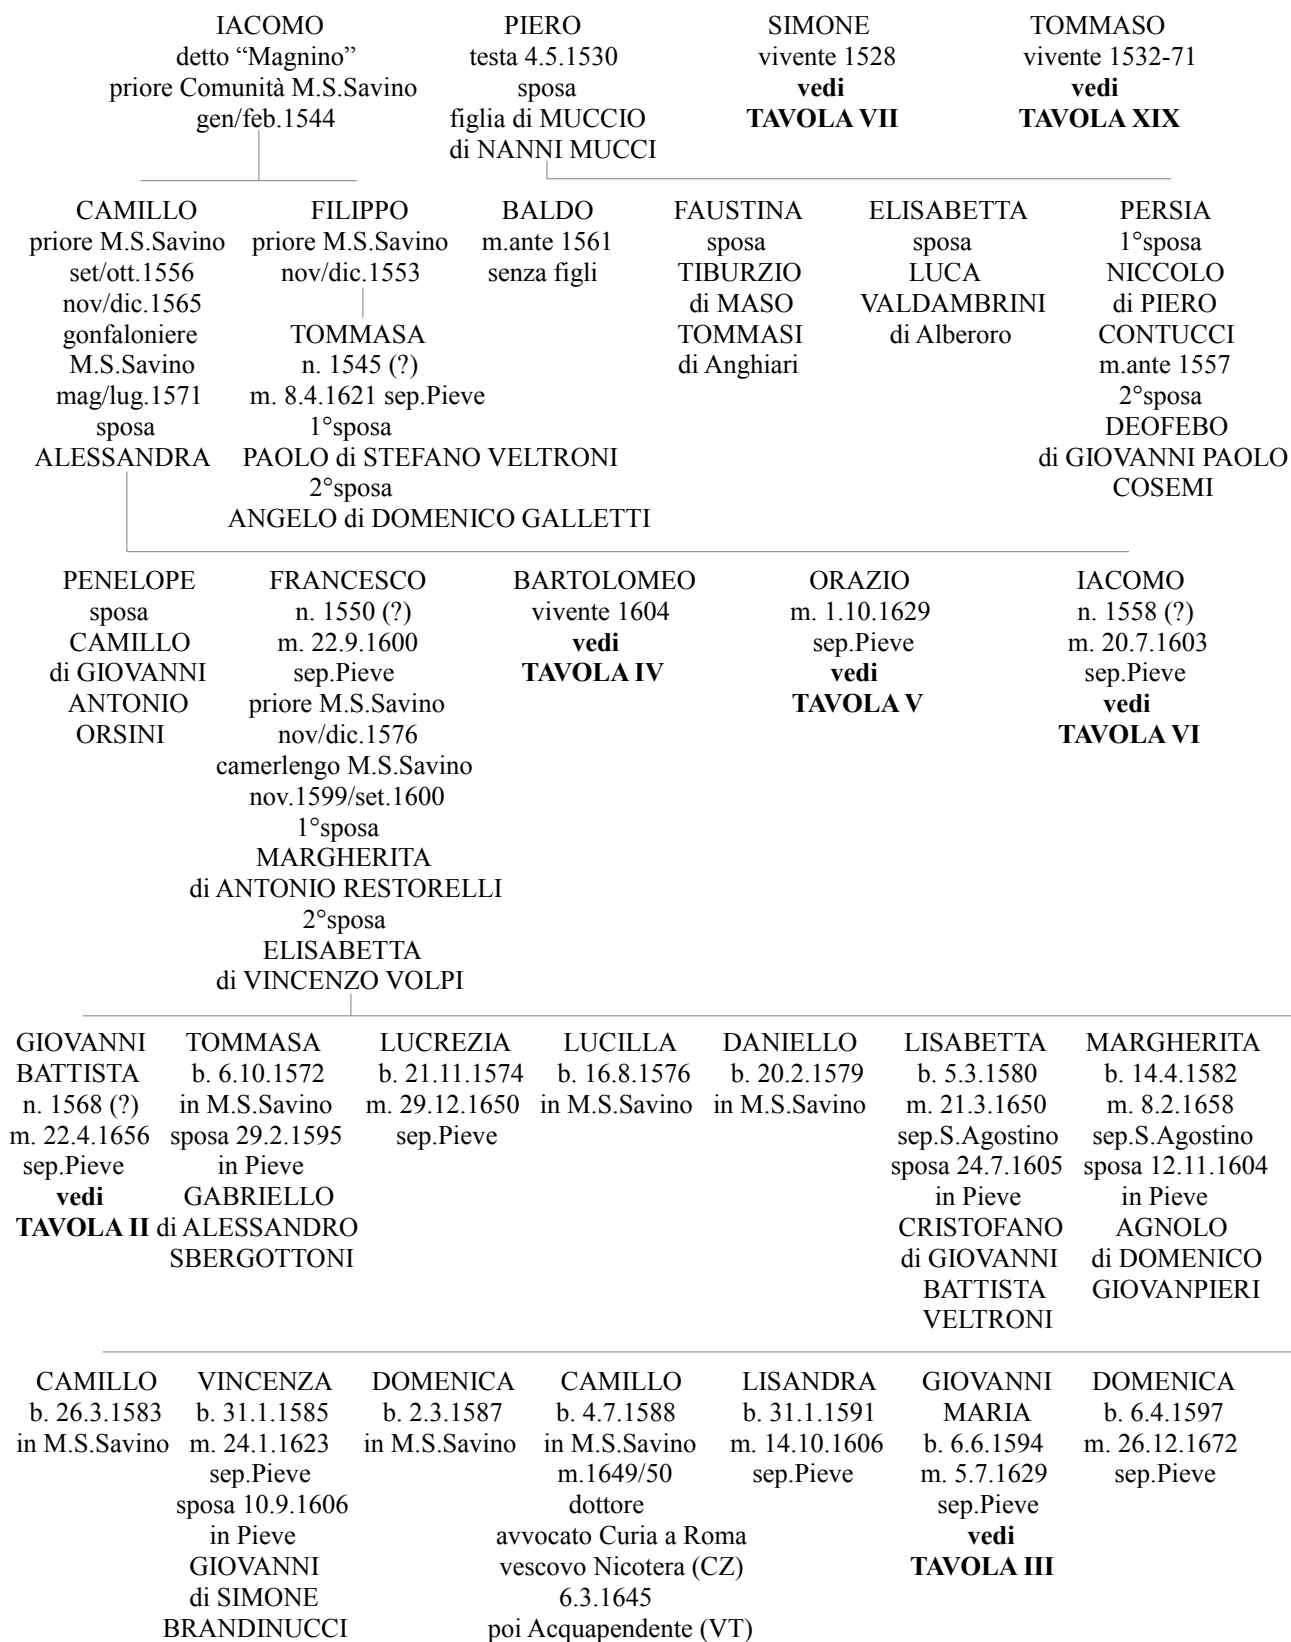 IACOMO
detto “Magnino”
priore Comunità M.S.Savino
gen/feb.1544
PIERO
testa 4.5.1530
sposa
figlia di MUCCIO
di NANNI MUCCI
SIMONE
vivente 1528
vedi
TAVOLA VII
TOMMASO
vivente 1532-71
vedi
TAVOLA XIX
CAMILLO
priore M.S.Savino
set/ott.1556
nov/dic.1565
gonfaloniere
M.S.Savino
mag/lug.1571
sposa
ALESSANDRA
FILIPPO
priore M.S.Savino
nov/dic.1553
TOMMASA
n. 1545 (?)
m. 8.4.1621 sep.Pieve
1°sposa
PAOLO di STEFANO VELTRONI
2°sposa
ANGELO di DOMENICO GALLETTI
BALDO
m.ante 1561
senza figli
FAUSTINA
sposa
TIBURZIO
di MASO
TOMMASI
di Anghiari
ELISABETTA
sposa
LUCA
VALDAMBRINI
di Alberoro
PERSIA
1°sposa
NICCOLO
di PIERO
CONTUCCI
m.ante 1557
2°sposa
DEOFEBO
di GIOVANNI PAOLO
COSEMI
PENELOPE
sposa
CAMILLO
di GIOVANNI
ANTONIO
ORSINI
FRANCESCO
n. 1550 (?)
m. 22.9.1600
sep.Pieve
priore M.S.Savino
nov/dic.1576
camerlengo M.S.Savino
nov.1599/set.1600
1°sposa
MARGHERITA
di ANTONIO RESTORELLI
2°sposa
ELISABETTA
di VINCENZO VOLPI
BARTOLOMEO
vivente 1604
vedi
TAVOLA IV
ORAZIO
m. 1.10.1629
sep.Pieve
vedi
TAVOLA V
IACOMO
n. 1558 (?)
m. 20.7.1603
sep.Pieve
vedi
TAVOLA VI
GIOVANNI
BATTISTA
n. 1568 (?)
m. 22.4.1656
sep.Pieve
vedi
TAVOLA II
TOMMASA
b. 6.10.1572
in M.S.Savino
sposa 29.2.1595
in Pieve
GABRIELLO
di ALESSANDRO
SBERGOTTONI
LUCREZIA
b. 21.11.1574
m. 29.12.1650
sep.Pieve
LUCILLA
b. 16.8.1576
in M.S.Savino
DANIELLO
b. 20.2.1579
in M.S.Savino
LISABETTA
b. 5.3.1580
m. 21.3.1650
sep.S.Agostino
sposa 24.7.1605
in Pieve
CRISTOFANO
di GIOVANNI
BATTISTA
VELTRONI
MARGHERITA
b. 14.4.1582
m. 8.2.1658
sep.S.Agostino
sposa 12.11.1604
in Pieve
AGNOLO
di DOMENICO
GIOVANPIERI
CAMILLO
b. 26.3.1583
in M.S.Savino
VINCENZA
b. 31.1.1585
m. 24.1.1623
sep.Pieve
sposa 10.9.1606
in Pieve
GIOVANNI
di SIMONE
BRANDINUCCI
DOMENICA
b. 2.3.1587
in M.S.Savino
CAMILLO
b. 4.7.1588
in M.S.Savino
m.1649/50
dottore
avvocato Curia a Roma
vescovo Nicotera (CZ)
6.3.1645
poi Acquapendente (VT)
LISANDRA
b. 31.1.1591
m. 14.10.1606
sep.Pieve
GIOVANNI
MARIA
b. 6.6.1594
m. 5.7.1629
sep.Pieve
vedi
TAVOLA III
DOMENICA
b. 6.4.1597
m. 26.12.1672
sep.Pieve